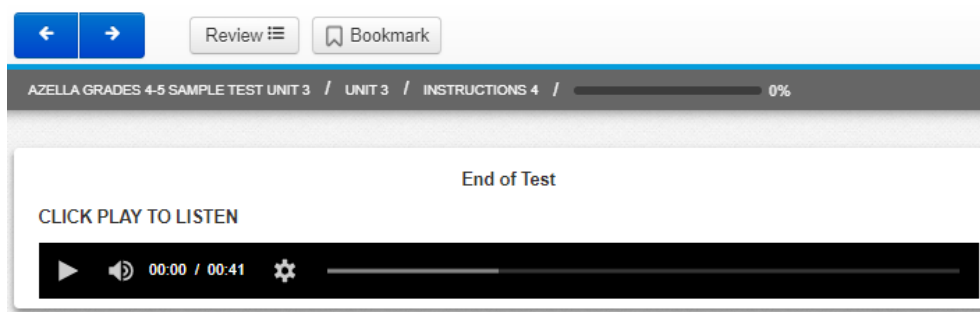 Review Bookmark
AZELLA GRADES 4-5 SAMPLE TEST UNIT 3 / UNIT 3 / INSTRUCTIONS 4 / 0%
End of Test
CLICK PLAY TO LISTEN
00:00 / 00:41